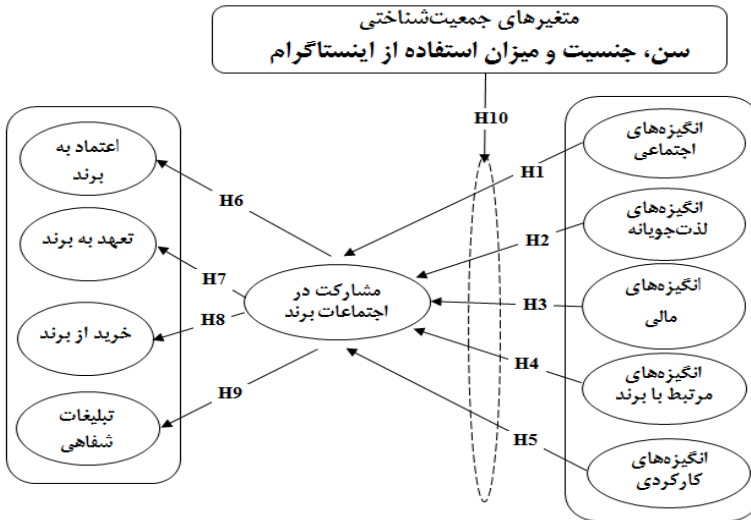 متغیرهای جمعیت‌شناختی
سن، جنسیت و میزان استفاده از اینستاگرام
H10
انگیزه‌های
اجتماعی
H1
انگیزه‌های
لذت‌جویانه
H2
انگیزه‌های
مالی
H3
انگیزه‌های
مرتبط با برند
H4
انگیزه‌های
کارکردی
H5
مشارکت در
اجتماعات برند
H6
اعتماد به
برند
H7
تعهد به برند
H8
خرید از برند
H9
تبلیغات
شفاهی